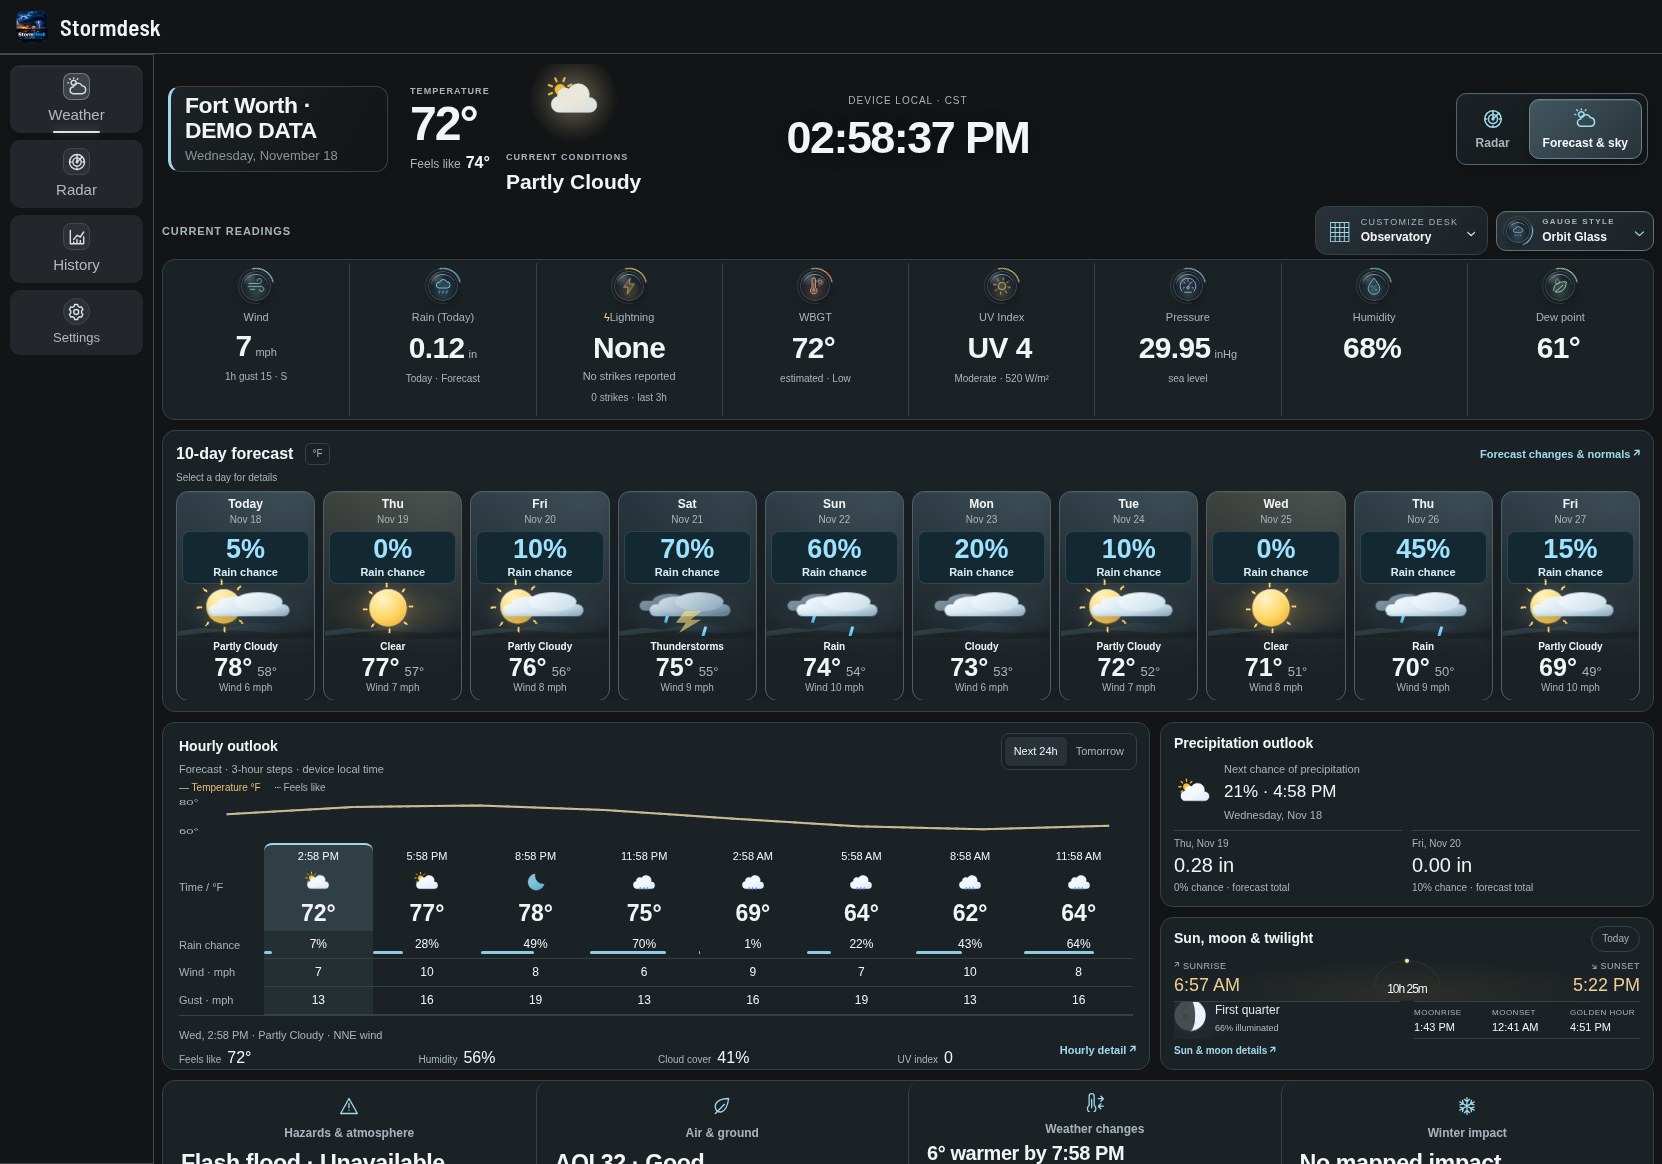 Stormdesk
Weather
Radar
History
Settings
Fort Worth ·
DEMO DATA
Wednesday, November 18
TEMPERATURE
72°
Feels like 74°
CURRENT CONDITIONS
Partly Cloudy
DEVICE LOCAL · CST
02:58:37 PM
Radar
Forecast & sky
CURRENT READINGS
CUSTOMIZE DESK
Observatory
GAUGE STYLE
Orbit Glass
Wind
7 mph
1h gust 15 · S
Rain (Today)
0.12 in
Today · Forecast
ϟLightning
None
No strikes reported
0 strikes · last 3h
WBGT
72°
estimated · Low
UV Index
UV 4
Moderate · 520 W/m²
Pressure
29.95 inHg
sea level
Humidity
68%
Dew point
61°
10-day forecast °F
Forecast changes & normals ↗
Select a day for details
Today
Nov 18
5%
Rain chance
Partly Cloudy
78° 58°
Wind 6 mph
Thu
Nov 19
0%
Rain chance
Clear
77° 57°
Wind 7 mph
Fri
Nov 20
10%
Rain chance
Partly Cloudy
76° 56°
Wind 8 mph
Sat
Nov 21
70%
Rain chance
Thunderstorms
75° 55°
Wind 9 mph
Sun
Nov 22
60%
Rain chance
Rain
74° 54°
Wind 10 mph
Mon
Nov 23
20%
Rain chance
Cloudy
73° 53°
Wind 6 mph
Tue
Nov 24
10%
Rain chance
Partly Cloudy
72° 52°
Wind 7 mph
Wed
Nov 25
0%
Rain chance
Clear
71° 51°
Wind 8 mph
Thu
Nov 26
45%
Rain chance
Rain
70° 50°
Wind 9 mph
Fri
Nov 27
15%
Rain chance
Partly Cloudy
69° 49°
Wind 10 mph
Hourly outlook
Next 24h Tomorrow
Forecast · 3-hour steps · device local time
— Temperature °F ┄ Feels like
80°
60°
2:58 PM 5:58 PM 8:58 PM 11:58 PM 2:58 AM 5:58 AM 8:58 AM 11:58 AM
Time / °F
72° 77° 78° 75° 69° 64° 62° 64°
Rain chance 7% 28% 49% 70% 1% 22% 43% 64%
Wind · mph 7 10 8 6 9 7 10 8
Gust · mph 13 16 19 13 16 19 13 16
Wed, 2:58 PM · Partly Cloudy · NNE wind
Feels like 72° Humidity 56% Cloud cover 41% UV index 0
Hourly detail ↗
Precipitation outlook
Next chance of precipitation
21% · 4:58 PM
Wednesday, Nov 18
Thu, Nov 19
0.28 in
0% chance · forecast total
Fri, Nov 20
0.00 in
10% chance · forecast total
Sun, moon & twilight
Today
↗ SUNRISE
6:57 AM
10h 25m
↘ SUNSET
5:22 PM
First quarter
66% illuminated
MOONRISE
1:43 PM
MOONSET
12:41 AM
GOLDEN HOUR
4:51 PM
Sun & moon details ↗
Hazards & atmosphere
Flash flood · Unavailable
Air & ground
AQI 32 · Good
Weather changes
6° warmer by 7:58 PM
Winter impact
No mapped impact